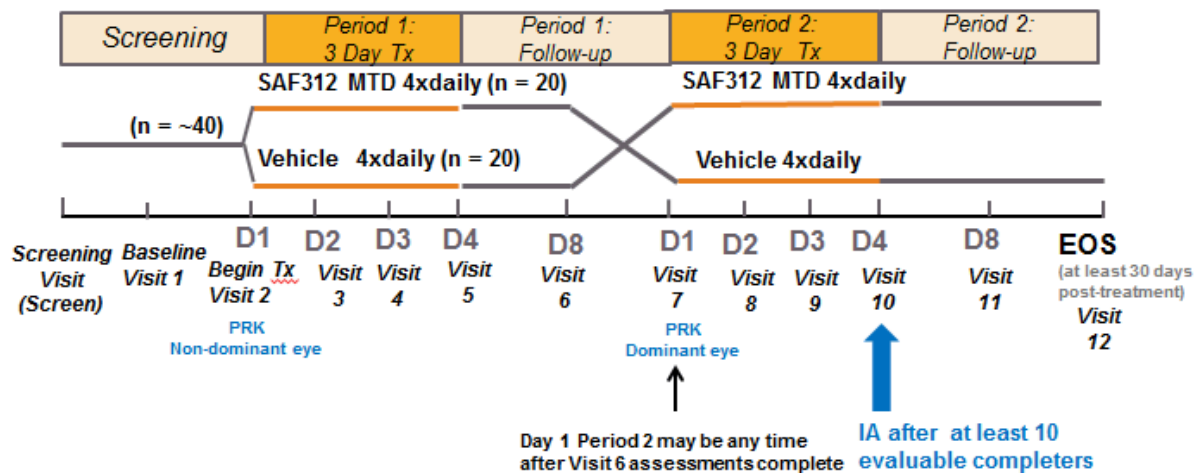 Screening
Period 1:
3 Day Tx
Period 1:
Follow-up
Period 2:
3 Day Tx
Period 2:
Follow-up
SAF312 MTD 4xdaily (n = 20)
SAF312 MTD 4xdaily
(n = ~40)
Vehicle 4xdaily (n = 20)
Vehicle 4xdaily
Screening
Visit
(Screen)
Baseline
Visit 1
D1
Begin Tx
Visit 2
PRK
Non-dominant eye
D2
Visit
3
D3
Visit
4
D4
Visit
5
D8
Visit
6
D1
Visit
7
PRK
Dominant eye
D2
Visit
8
D3
Visit
9
D4
Visit
10
D8
Visit
11
EOS
(at least 30 days
post-treatment)
Visit
12
Day 1 Period 2 may be any time
after Visit 6 assessments complete
IA after at least 10
evaluable completers